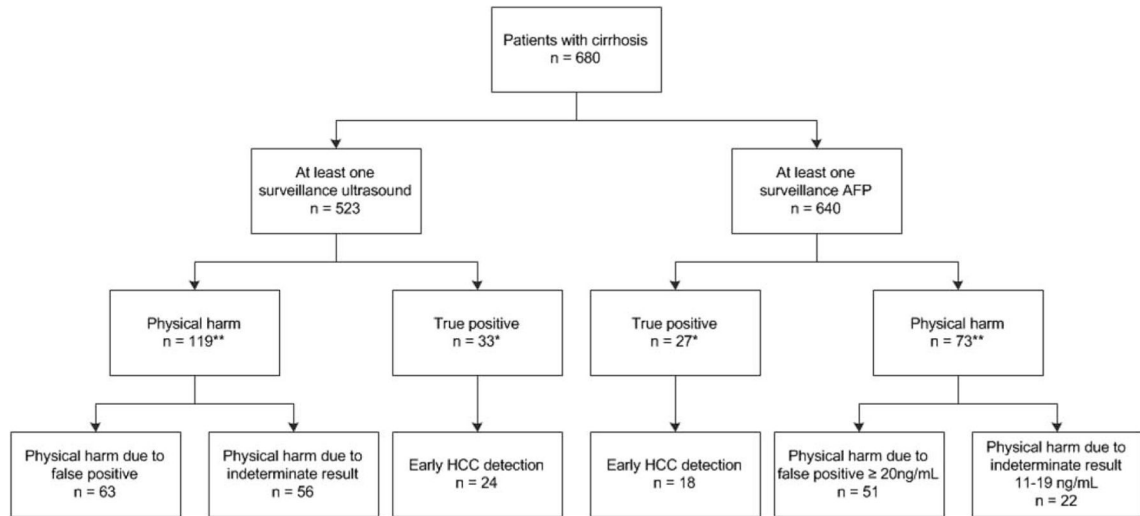 Patients with cirrhosis
n = 680
At least one
surveillance ultrasound
n = 523
At least one
surveillance AFP
n = 640
Physical harm
n = 119**
True positive
n = 33*
True positive
n = 27*
Physical harm
n = 73**
Physical harm due to
false positive
n = 63
Physical harm due to
indeterminate result
n = 56
Early HCC detection
n = 24
Early HCC detection
n = 18
Physical harm due to
false positive ≥ 20ng/mL
n = 51
Physical harm due to
indeterminate result
11-19 ng/mL
n = 22